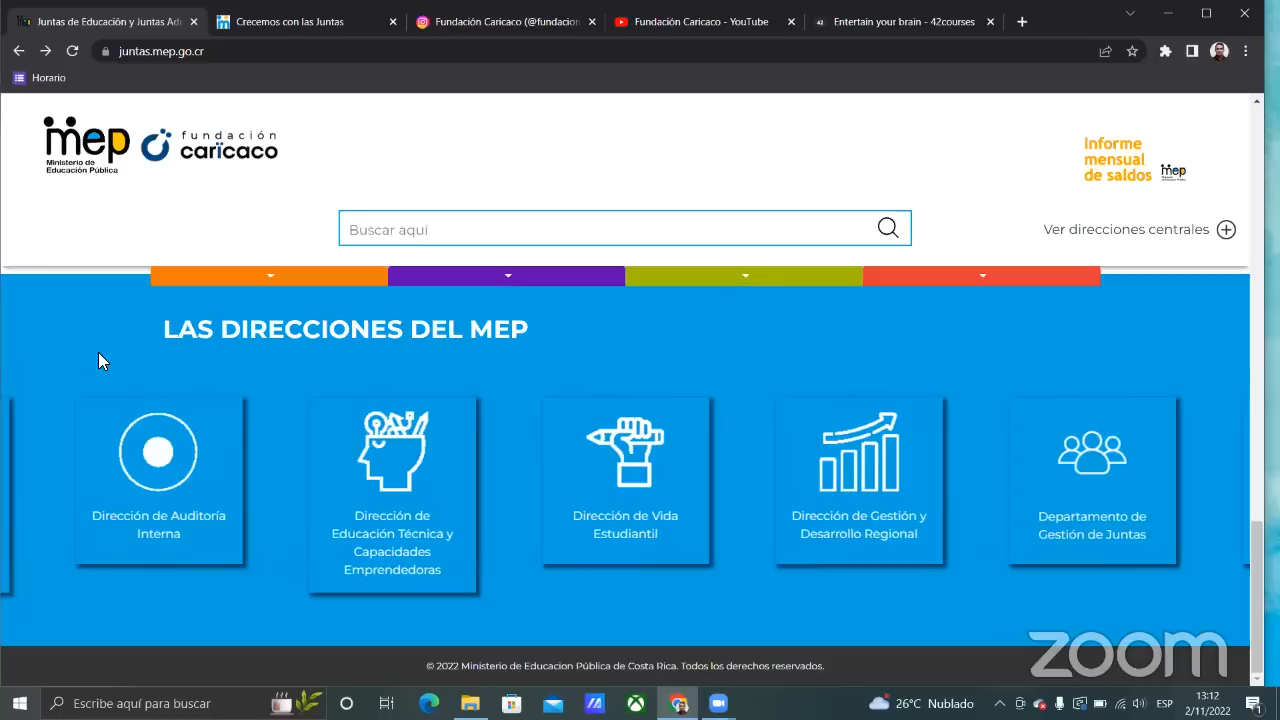 Juntas de Educación y Juntas Adr
Crecemos con las Juntas
Fundación Caricaco (@fundacion
Fundación Caricaco - YouTube
42
Entertain your brain - 42courses
juntas.mep.go.cr
Horario
mep
Ministerio de
Educación Pública
fundación
carïcaco
Informe
mensual
de saldos
mep
Buscar aquí
Ver direcciones centrales
LAS DIRECCIONES DEL MEP
Dirección de Auditoría
Interna
Dirección de
Educación Técnica y
Capacidades
Emprendedoras
Dirección de Vida
Estudiantil
Dirección de Gestión y
Desarrollo Regional
Departamento de
Gestión de Juntas
zoom
© 2022 Ministerio de Educacion Pública de Costa Rica. Todos los derechos reservados.
Escribe aquí para buscar
26°C Nublado
ESP
13:12
2/11/2022